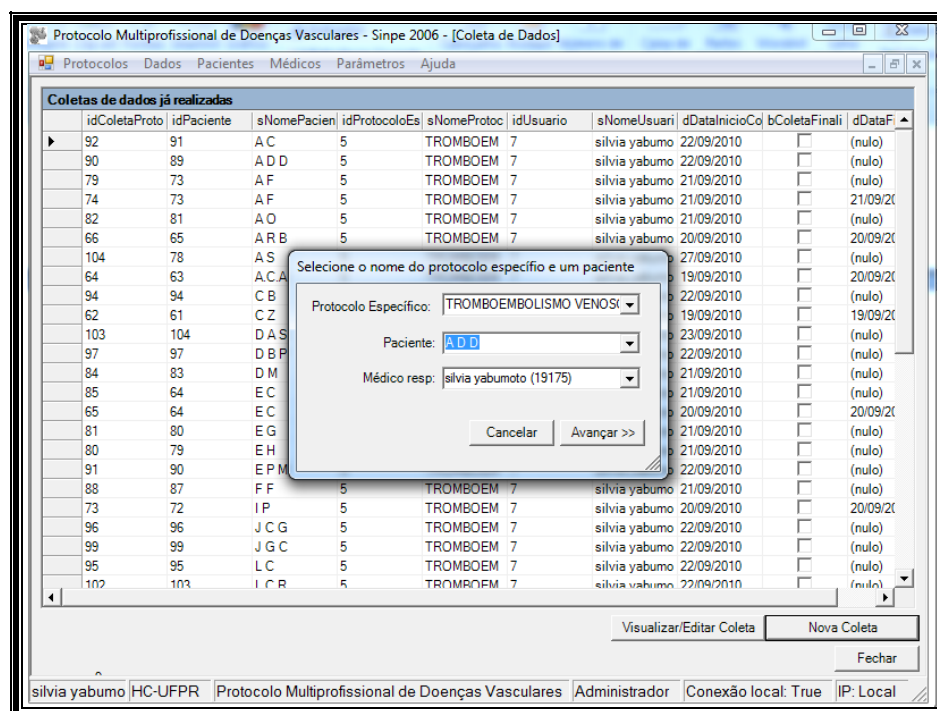 Protocolo Multiprofissional de Doenças Vasculares - Sinpe 2006 - [Coleta de Dados]
Protocolos Dados Pacientes Médicos Parâmetros Ajuda
Coletas de dados já realizadas
idColetaProto idPaciente sNomePacien idProtocoloEs sNomeProtoc idUsuario sNomeUsuari dDataInicioCo bColetaFinali dDataFi
92 91 A C 5 TROMBOEM 7 silvia yabumo 22/09/2010 (nulo)
90 89 A D D 5 TROMBOEM 7 silvia yabumo 22/09/2010 (nulo)
79 73 A F 5 TROMBOEM 7 silvia yabumo 21/09/2010 (nulo)
74 73 A F 5 TROMBOEM 7 silvia yabumo 21/09/2010 21/09/20
82 81 A O 5 TROMBOEM 7 silvia yabumo 21/09/2010 (nulo)
66 65 A R B 5 TROMBOEM 7 silvia yabumo 20/09/2010 20/09/20
104 78 A S 27/09/2010 (nulo)
64 63 A.C.A 19/09/2010 20/09/20
94 94 C B 22/09/2010 (nulo)
62 61 C Z 19/09/2010 19/09/20
103 104 D A S 23/09/2010 (nulo)
97 97 D B P 22/09/2010 (nulo)
84 83 D M 21/09/2010 (nulo)
85 64 E C 21/09/2010 (nulo)
65 64 E C 20/09/2010 20/09/20
81 80 E G 21/09/2010 (nulo)
80 79 E H 21/09/2010 (nulo)
91 90 E P M 22/09/2010 (nulo)
88 87 F F 5 TROMBOEM 7 silvia yabumo 21/09/2010 (nulo)
73 72 I P 5 TROMBOEM 7 silvia yabumo 20/09/2010 20/09/20
96 96 J C G 5 TROMBOEM 7 silvia yabumo 22/09/2010 (nulo)
99 99 J G C 5 TROMBOEM 7 silvia yabumo 22/09/2010 (nulo)
95 95 L C 5 TROMBOEM 7 silvia yabumo 22/09/2010 (nulo)
102 103 L C R 5 TROMBOEM 7 silvia yabumo 22/09/2010 (nulo)
Selecione o nome do protocolo específio e um paciente
Protocolo Específico: TROMBOEMBOLISMO VENOS
Paciente: A D D
Médico resp: silvia yabumoto (19175)
Cancelar Avançar >>
Visualizar/Editar Coleta Nova Coleta
Fechar
silvia yabumo HC-UFPR Protocolo Multiprofissional de Doenças Vasculares Administrador Conexão local: True IP: Local